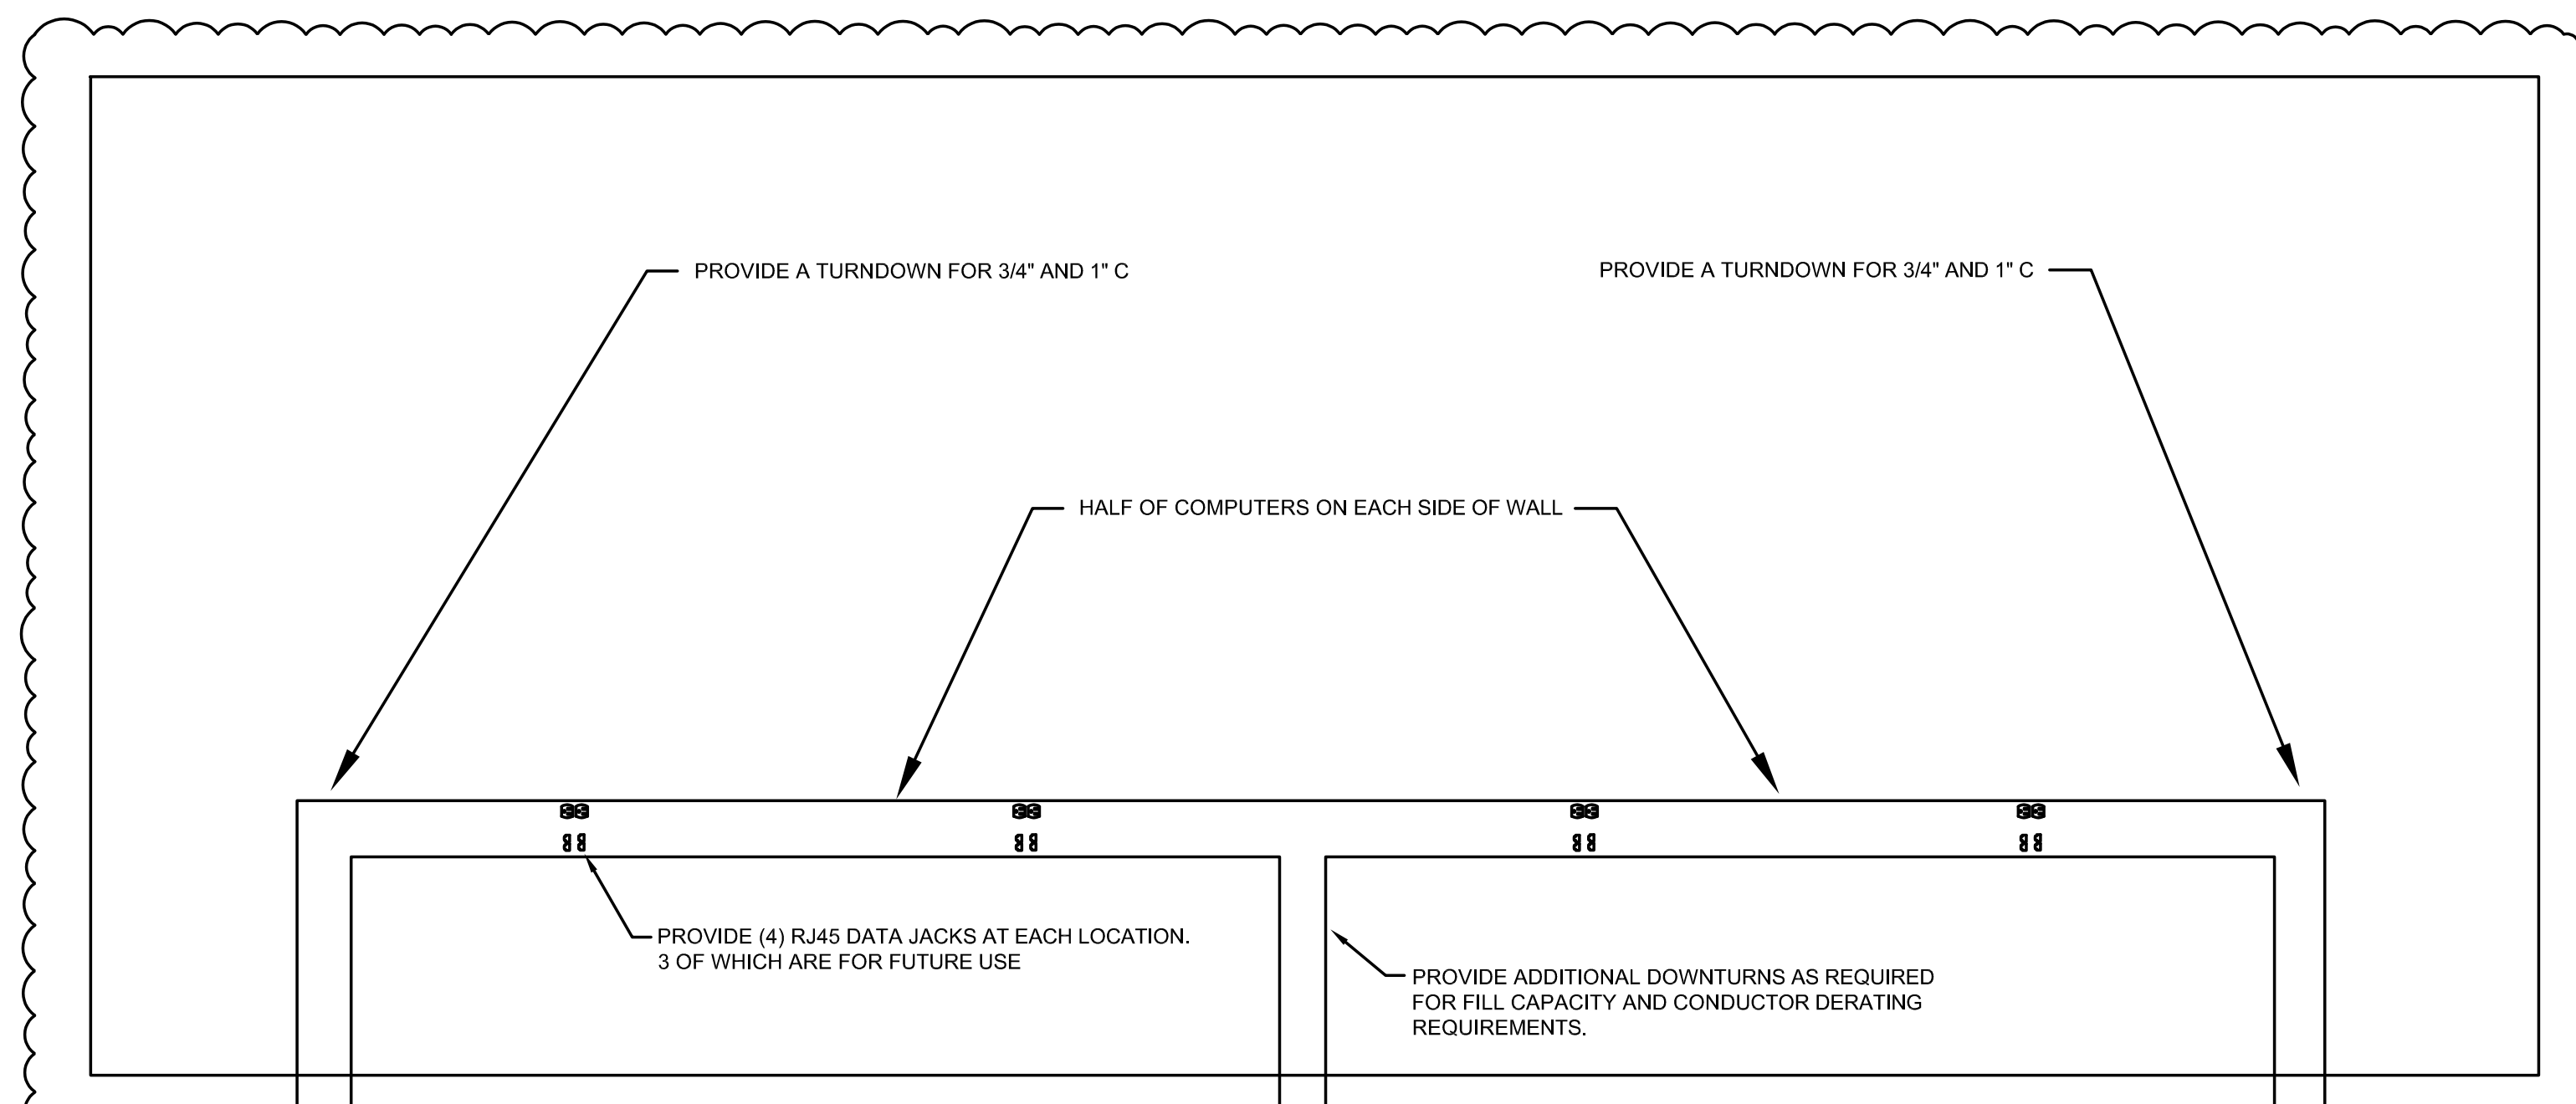 PROVIDE A TURNDOWN FOR 3/4" AND 1" C
PROVIDE A TURNDOWN FOR 3/4" AND 1" C
HALF OF COMPUTERS ON EACH SIDE OF WALL
PROVIDE (4) RJ45 DATA JACKS AT EACH LOCATION.
3 OF WHICH ARE FOR FUTURE USE
PROVIDE ADDITIONAL DOWNTURNS AS REQUIRED
FOR FILL CAPACITY AND CONDUCTOR DERATING
REQUIREMENTS.